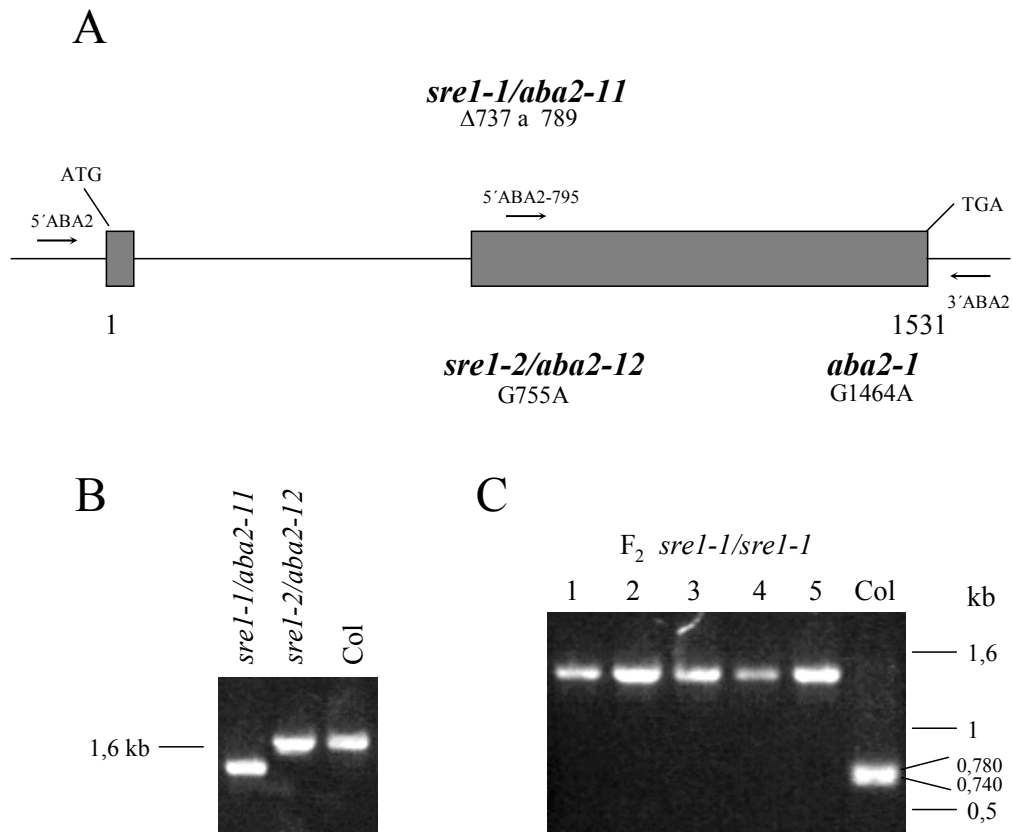 A
sre1-1/aba2-11
Δ737 a 789
ATG
5´ABA2
5´ABA2-795
TGA
3´ABA2
1
1531
sre1-2/aba2-12
G755A
aba2-1
G1464A
B
sre1-1/aba2-11
sre1-2/aba2-12
Col
1,6 kb
C
F₂ sre1-1/sre1-1
1 2 3 4 5 Col kb
1,6
1
0,780
0,740
0,5